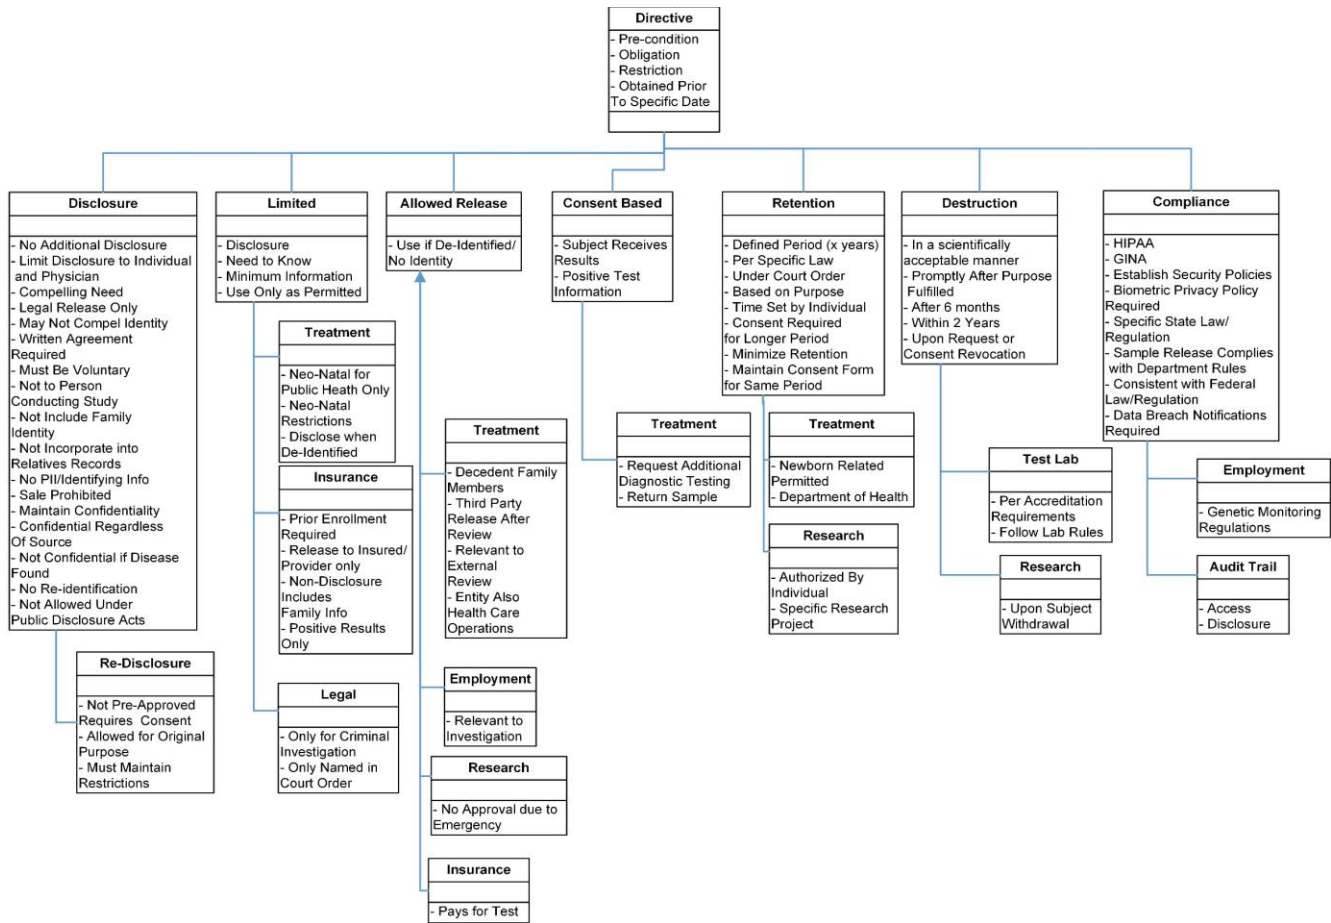 Directive
- Pre-condition
- Obligation
- Restriction
- Obtained Prior
To Specific Date
Disclosure
- No Additional Disclosure
- Limit Disclosure to Individual
and Physician
- Compelling Need
- Legal Release Only
- May Not Compel Identity
- Written Agreement
Required
- Must Be Voluntary
- Not to Person
Conducting Study
- Not Include Family
Identity
- Not Incorporate into
Relatives Records
- No PII/Identifying Info
- Sale Prohibited
- Maintain Confidentiality
- Confidential Regardless
Of Source
- Not Confidential if Disease
Found
- No Re-identification
- Not Allowed Under
Public Disclosure Acts
Re-Disclosure
- Not Pre-Approved
Requires Consent
- Allowed for Original
Purpose
- Must Maintain
Restrictions
Limited
- Disclosure
- Need to Know
- Minimum Information
- Use Only as Permitted
Treatment
- Neo-Natal for
Public Heath Only
- Neo-Natal
Restrictions
- Disclose when
De-Identified
Insurance
- Prior Enrollment
Required
- Release to Insured/
Provider only
- Non-Disclosure
Includes
Family Info
- Positive Results
Only
Legal
- Only for Criminal
Investigation
- Only Named in
Court Order
Allowed Release
- Use if De-Identified/
No Identity
Treatment
- Decedent Family
Members
- Third Party
Release After
Review
- Relevant to
External
Review
- Entity Also
Health Care
Operations
Employment
- Relevant to
Investigation
Research
- No Approval due to
Emergency
Insurance
- Pays for Test
Consent Based
- Subject Receives
Results
- Positive Test
Information
Treatment
- Request Additional
Diagnostic Testing
- Return Sample
Retention
- Defined Period (x years)
- Per Specific Law
- Under Court Order
- Based on Purpose
- Time Set by Individual
- Consent Required
for Longer Period
- Minimize Retention
- Maintain Consent Form
for Same Period
Treatment
- Newborn Related
Permitted
- Department of Health
Research
- Authorized By
Individual
- Specific Research
Project
Destruction
- In a scientifically
acceptable manner
- Promptly After Purpose
Fulfilled
- After 6 months
- Within 2 Years
- Upon Request or
Consent Revocation
Test Lab
- Per Accreditation
Requirements
- Follow Lab Rules
Research
- Upon Subject
Withdrawal
Compliance
- HIPAA
- GINA
- Establish Security Policies
- Biometric Privacy Policy
Required
- Specific State Law/
Regulation
- Sample Release Complies
with Department Rules
- Consistent with Federal
Law/Regulation
- Data Breach Notifications
Required
Employment
- Genetic Monitoring
Regulations
Audit Trail
- Access
- Disclosure